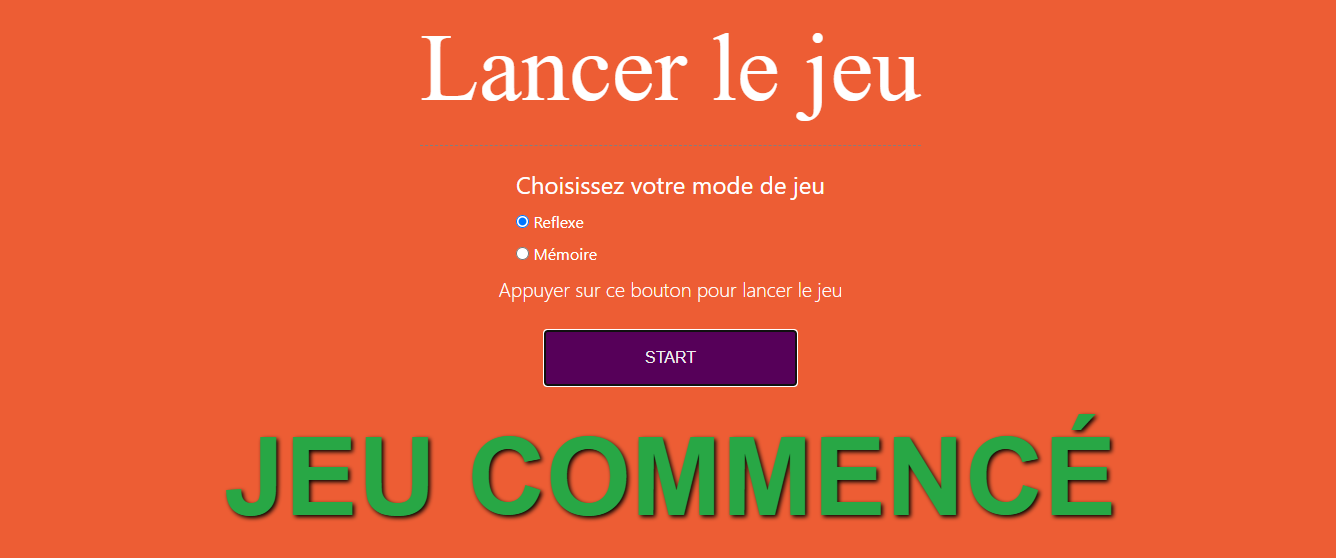 Lancer le jeu
Choisissez votre mode de jeu
Reflexe
Mémoire
Appuyer sur ce bouton pour lancer le jeu
START
JEU COMMENCÉ